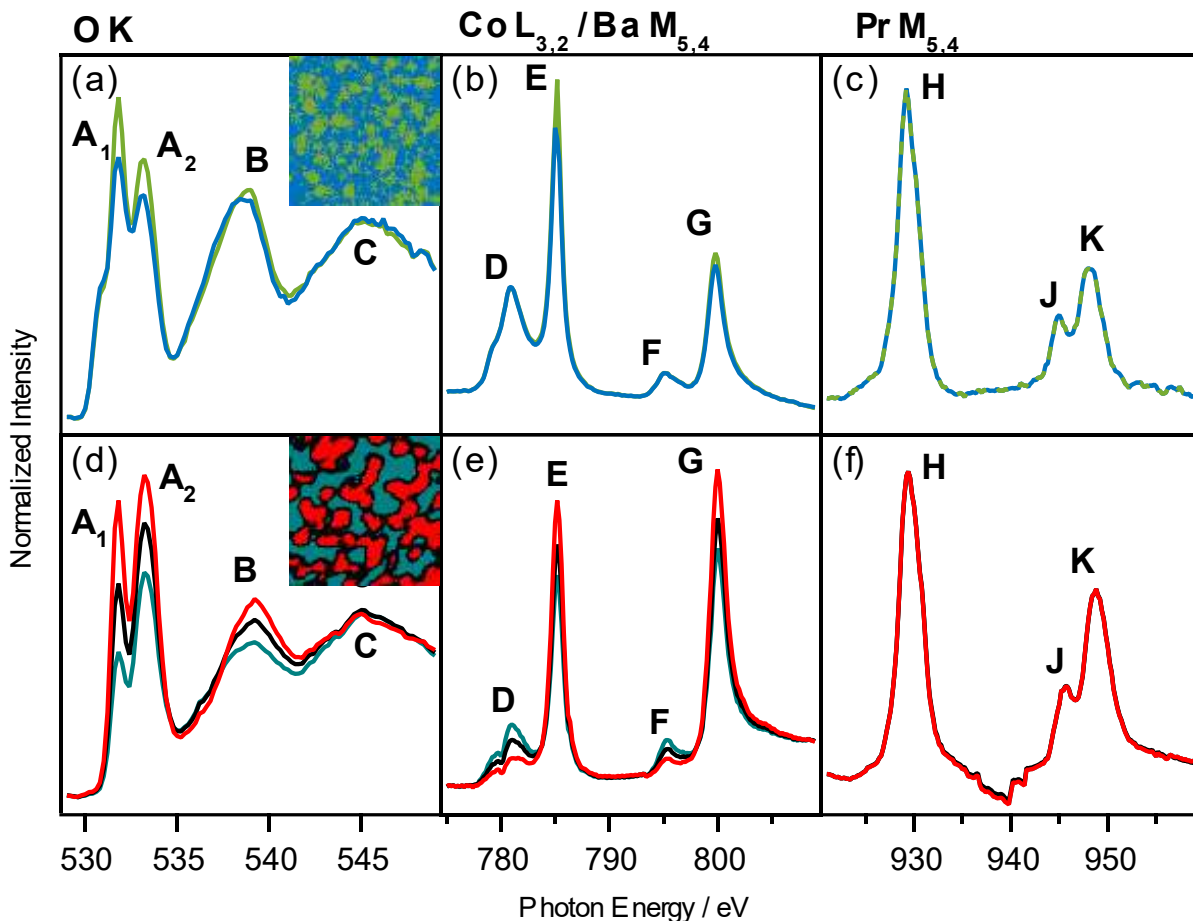 O K
Co L3,2 / Ba M5,4
Pr M5,4
(a)
A1
A2
B
C
(b)
D
E
F
G
(c)
H
J
K
(d)
A1
A2
B
C
(e)
D
E
F
G
(f)
H
J
K
Normalized Intensity
530 535 540 545
780 790 800
930 940 950
Photon Energy / eV